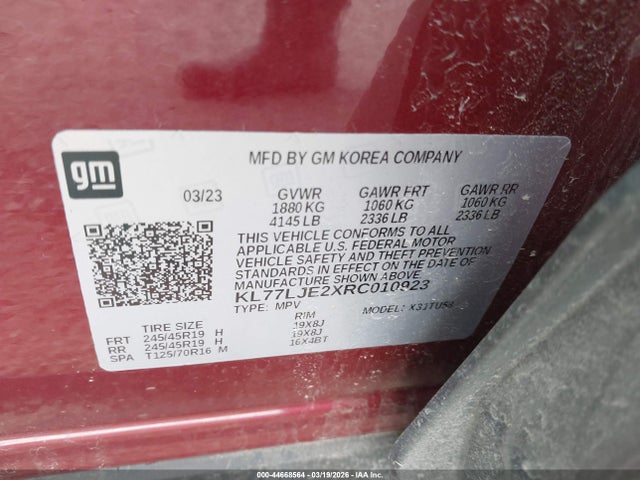 gm
MFD BY GM KOREA COMPANY
03/23 GVWR GAWR FRT GAWR RR
1880 KG 1060 KG 1060 KG
4145 LB 2336 LB 2336 LB
THIS VEHICLE CONFORMS TO ALL
APPLICABLE U.S. FEDERAL MOTOR
VEHICLE SAFETY AND THEFT PREVENTION
STANDARDS IN EFFECT ON THE DATE OF
MANUFACTURE SHOWN ABOVE
KL77LJE2XRC010923
TYPE: MPV MODEL:
TIRE SIZE RIM
FRT 245/45R19 H 19X8J
RR 245/45R19 H 19X8J
SPA T125/70R16 M 16X4BT
000-44668564 - 03/19/2026 - IAA Inc.